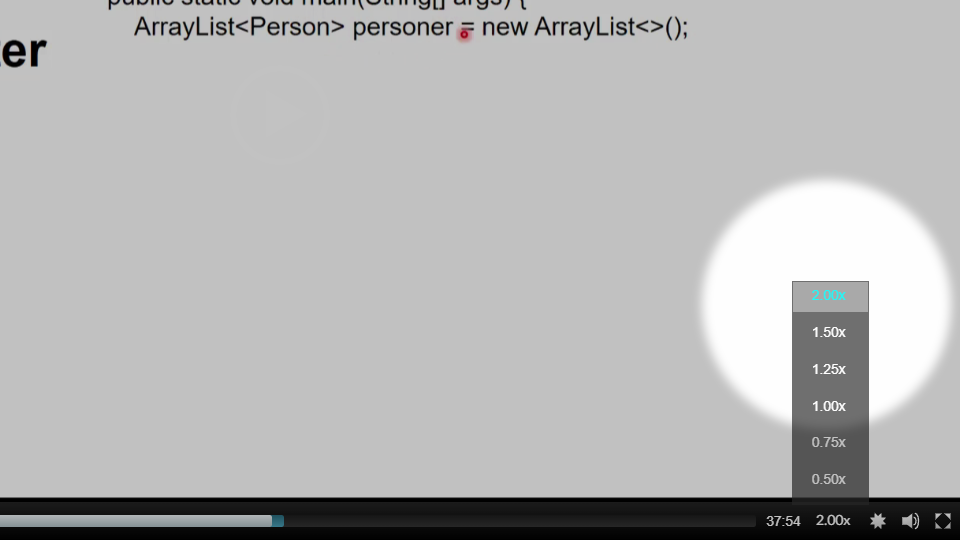 public static void main(String[] args) {
ArrayList<Person> personer = new ArrayList<>();
er
2.00x
1.50x
1.25x
1.00x
0.75x
0.50x
37:54 2.00x